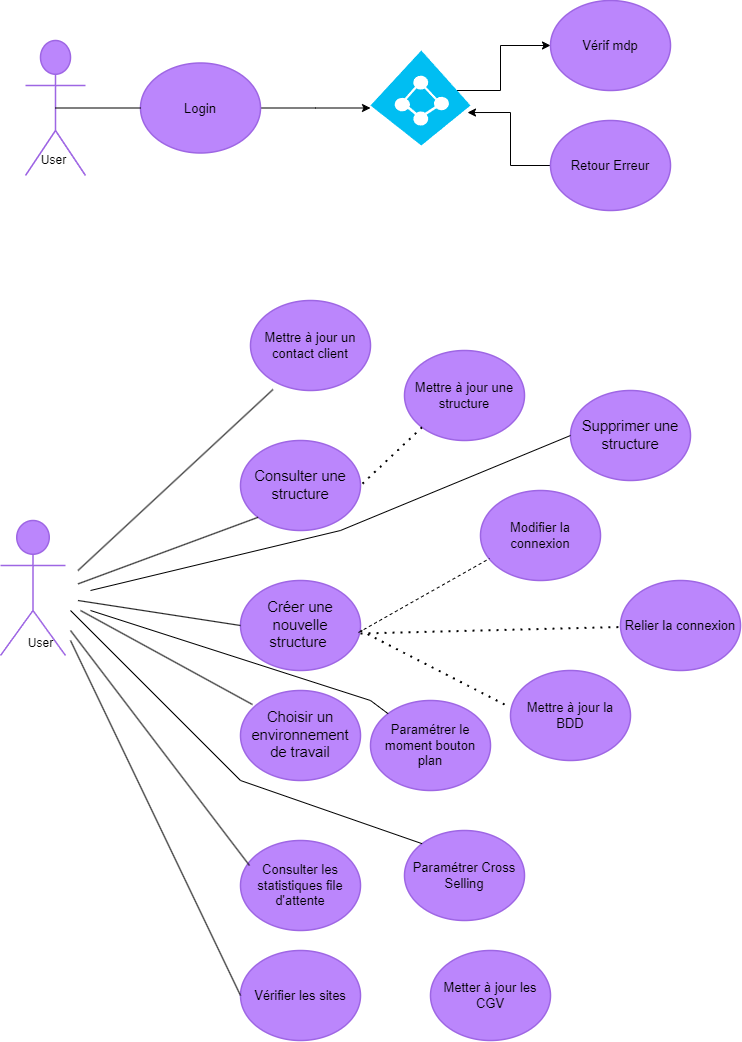 Vérif mdp
Login
User
Retour Erreur
Mettre à jour un
contact client
Mettre à jour une
structure
Supprimer une
structure
Consulter une
structure
Modifier la
connexion
Créer une
nouvelle
structure
Relier la connexion
User
Mettre à jour la
BDD
Choisir un
environnement
de travail
Paramétrer le
moment bouton
plan
Consulter les
statistiques file
d'attente
Paramétrer Cross
Selling
Vérifier les sites
Metter à jour les
CGV